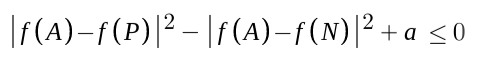 |f(A)−f(P)|² − |f(A)−f(N)|² + a ≤0